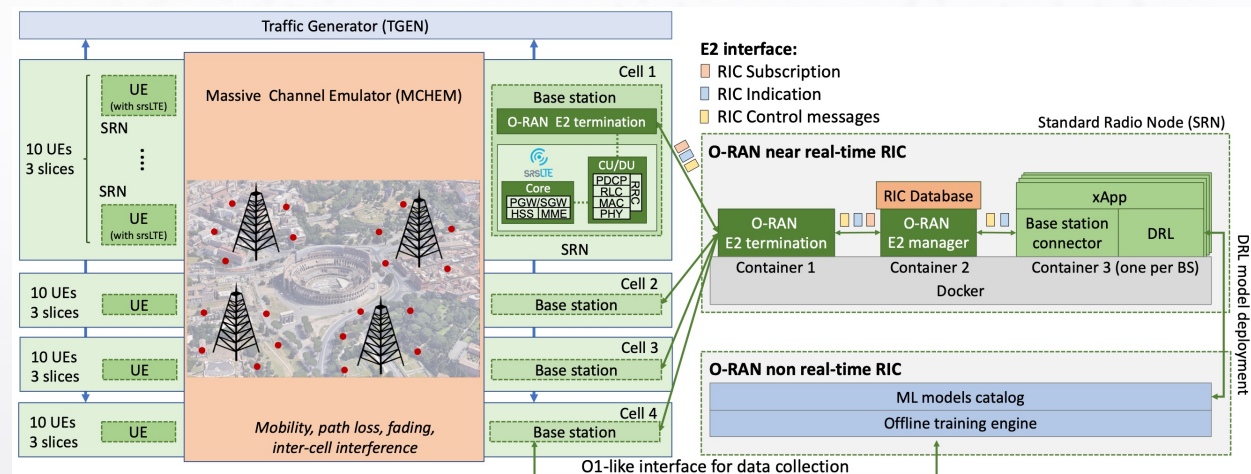 Traffic Generator (TGEN)
Cell 1
UE
(with srsLTE)
SRN
10 UEs
3 slices
SRN
UE
(with srsLTE)
Massive Channel Emulator (MCHEM)
Mobility, path loss, fading,
inter-cell interference
Base station
O-RAN E2 termination
srsLTE
Core
PGW/SGW
HSS MME
CU/DU
PDCP
RLC
MAC
PHY
RRC
SRN
Cell 2
10 UEs
3 slices
UE
Base station
Cell 3
10 UEs
3 slices
UE
Base station
Cell 4
10 UEs
3 slices
UE
Base station
E2 interface:
RIC Subscription
RIC Indication
RIC Control messages
Standard Radio Node (SRN)
O-RAN near real-time RIC
RIC Database
xApp
O-RAN
E2 termination
O-RAN
E2 manager
Base station
connector
DRL
Container 1
Container 2
Container 3 (one per BS)
Docker
DRL model deployment
O-RAN non real-time RIC
ML models catalog
Offline training engine
O1-like interface for data collection